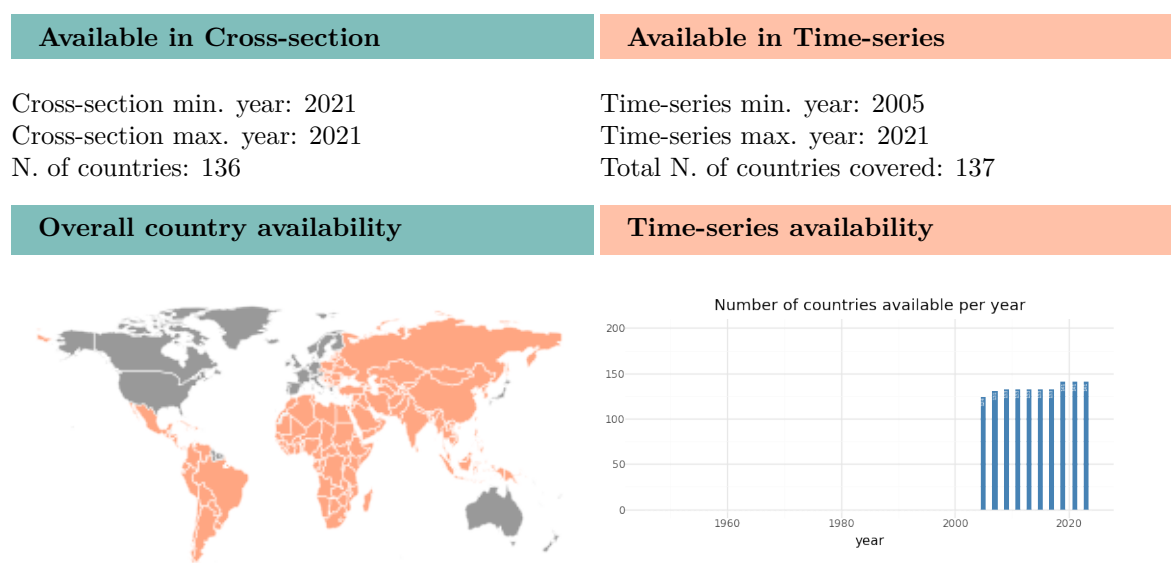 Available in Cross-section
Available in Time-series
Cross-section min. year: 2021
Cross-section max. year: 2021
N. of countries: 136
Time-series min. year: 2005
Time-series max. year: 2021
Total N. of countries covered: 137
Overall country availability
Time-series availability
Number of countries available per year
200
150
100
50
0
1960 1980 2000 2020
year